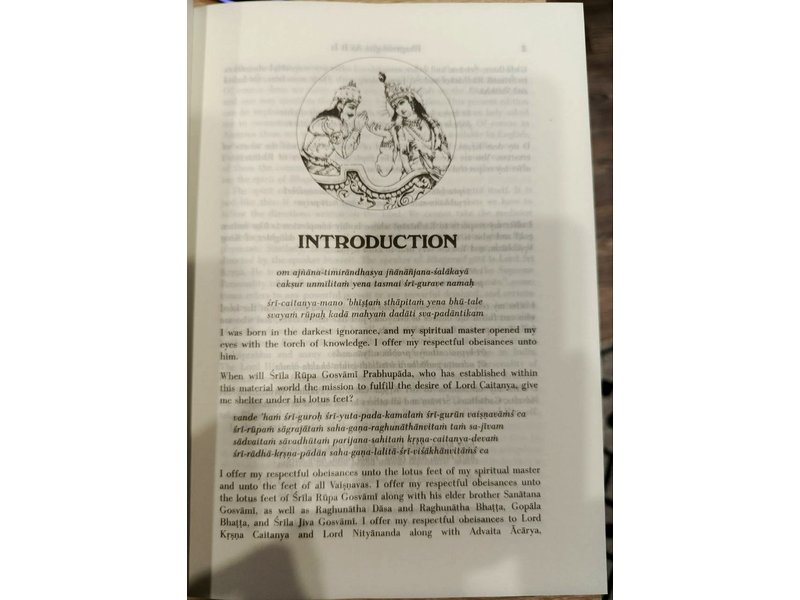 INTRODUCTION
om ajñāna-timirāndhasya jñānāñjana-śalākayā
cakṣur unmilitaṁ yena tasmai śrī-gurave namaḥ
śrī-caitanya-mano 'bhīṣṭaṁ sthāpitaṁ yena bhū-tale
svayaṁ rūpaḥ kadā mahyaṁ dadāti sva-padāntikam
I was born in the darkest ignorance, and my spiritual master opened my
eyes with the torch of knowledge. I offer my respectful obeisances unto
him.
When will Śrīla Rūpa Gosvāmī Prabhupāda, who has established within
this material world the mission to fulfill the desire of Lord Caitanya, give
me shelter under his lotus feet?
vande 'haṁ śrī-guroḥ śrī-yuta-pada-kamalaṁ śrī-gurūn vaiṣṇavāṁś ca
śrī-rūpaṁ sāgrajātaṁ saha-gaṇa-raghunāthānvitaṁ taṁ sa-jīvam
sādvaitaṁ sāvadhūtaṁ parijana-sahitaṁ kṛṣṇa-caitanya-devaṁ
śrī-rādhā-kṛṣṇa-pādān saha-gaṇa-lalitā-śrī-viśākhānvitāṁś ca
I offer my respectful obeisances unto the lotus feet of my spiritual master
and unto the feet of all Vaiṣṇavas. I offer my respectful obeisances unto
the lotus feet of Śrīla Rūpa Gosvāmī along with his elder brother Sanātana
Gosvāmī, as well as Raghunātha Dāsa and Raghunātha Bhaṭṭa, Gopāla
Bhaṭṭa, and Śrīla Jīva Gosvāmī. I offer my respectful obeisances to Lord
Kṛṣṇa Caitanya and Lord Nityānanda along with Advaita Ācārya,